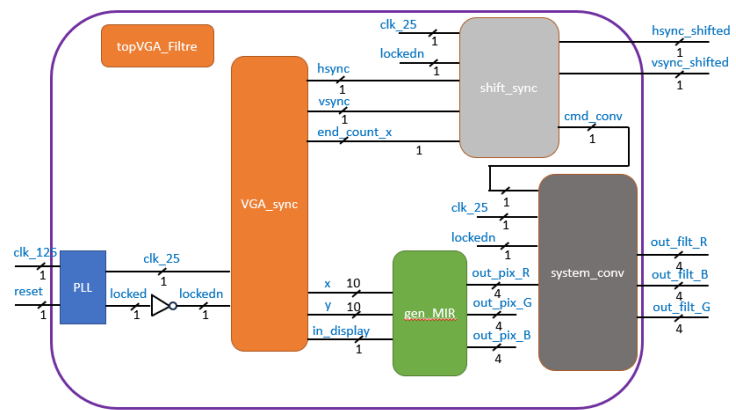 topVGA_Filtre
clk_25
1
lockedn
1
hsync
1
vsync
1
end_count_x
1
shift_sync
hsync_shifted
1
vsync_shifted
1
cmd_conv
1
VGA_sync
1
clk_25
1
lockedn
1
system_conv
clk_125
1
reset
1
PLL
clk_25
1
locked
1
lockedn
1
x
10
y
10
in_display
1
gen_MIR
out_pix_R
4
out_pix_G
4
out_pix_B
4
out_filt_R
4
out_filt_B
4
out_filt_G
4